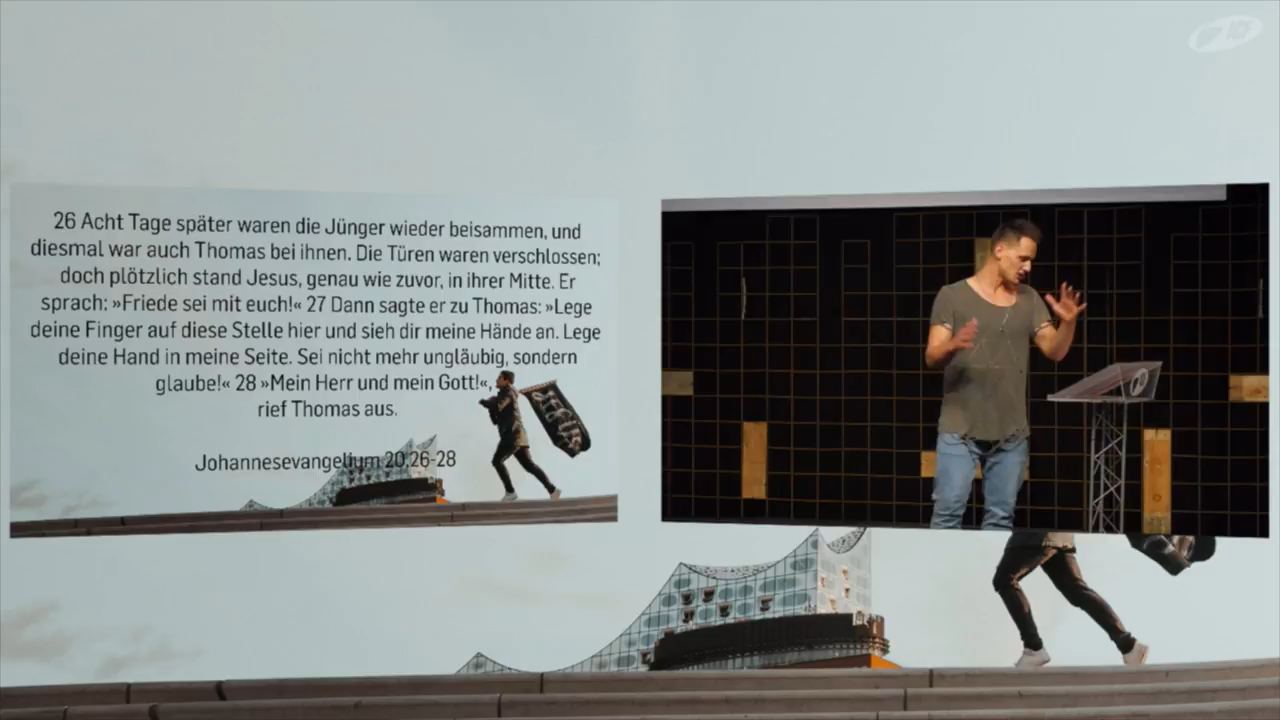 26 Acht Tage später waren die Jünger wieder beisammen, und
diesmal war auch Thomas bei ihnen. Die Türen waren verschlossen;
doch plötzlich stand Jesus, genau wie zuvor, in ihrer Mitte. Er
sprach: »Friede sei mit euch!« 27 Dann sagte er zu Thomas: »Lege
deine Finger auf diese Stelle hier und sieh dir meine Hände an. Lege
deine Hand in meine Seite. Sei nicht mehr ungläubig, sondern
glaube!« 28 »Mein Herr und mein Gott!«,
rief Thomas aus.
Johannesevangelium 20,26-28